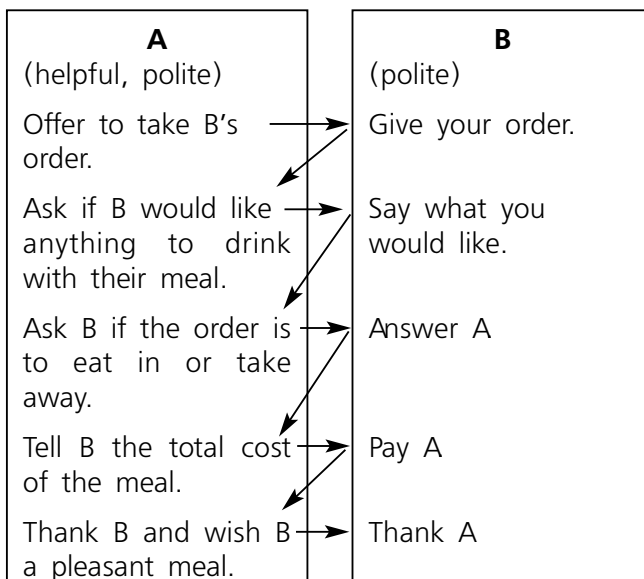 A
(helpful, polite)
Offer to take B's
order.
Ask if B would like
anything to drink
with their meal.
Ask B if the order is
to eat in or take
away.
Tell B the total cost
of the meal.
Thank B and wish B
a pleasant meal.
B
(polite)
Give your order.
Say what you
would like.
Answer A
Pay A
Thank A